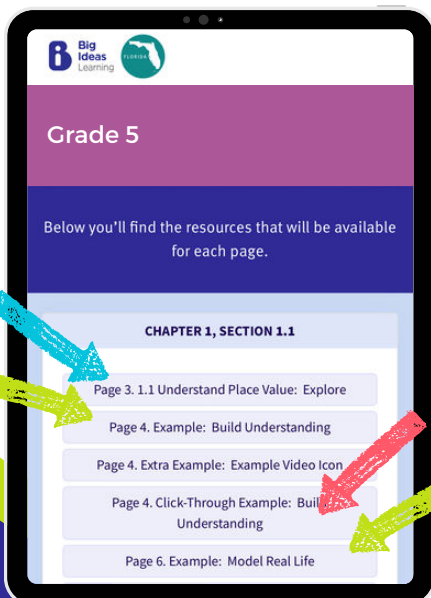 Big
Ideas
Learning
FLORIDA
Grade 5
Below you'll find the resources that will be available
for each page.
CHAPTER 1, SECTION 1.1
Page 3. 1.1 Understand Place Value: Explore
Page 4. Example: Build Understanding
Page 4. Extra Example: Example Video Icon
Page 4. Click-Through Example: Build
Understanding
Page 6. Example: Model Real Life